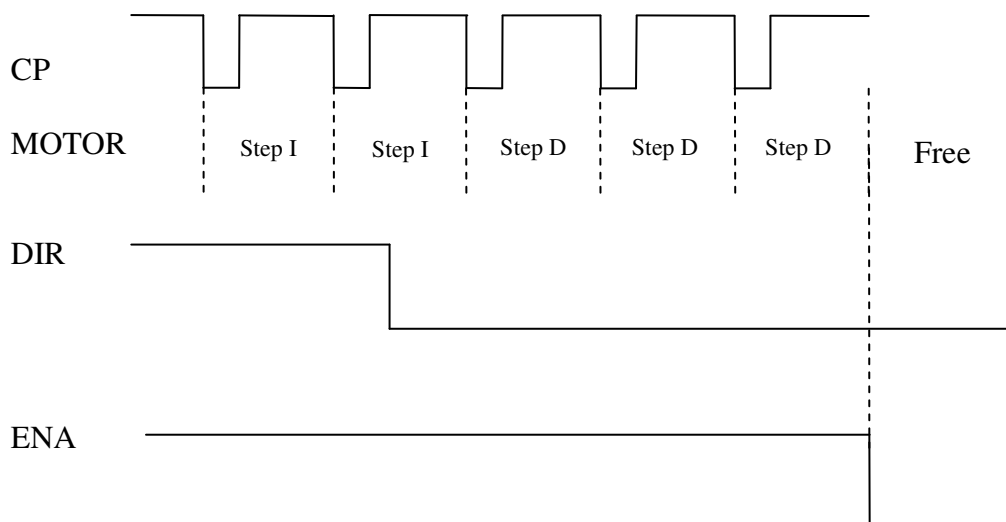 CP
MOTOR
Step I
Step I
Step D
Step D
Step D
Free
DIR
ENA